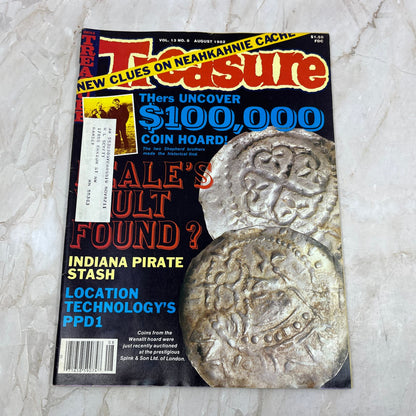 VOL. 13 NO. 8 AUGUST 1982
$1.50
PDC
NEW CLUES ON NEAHKAHNIE CACHE
Treasure
THers UNCOVER
$100,000
COIN HOARD!
The two Shepherd brothers
made the historical find
FOUND?
INDIANA PIRATE
STASH
LOCATION
TECHNOLOGY'S
PPD1
Coins from the
Wenallt hoard were
just recently auctioned
at the prestigious
Spink & Son Ltd. of London.